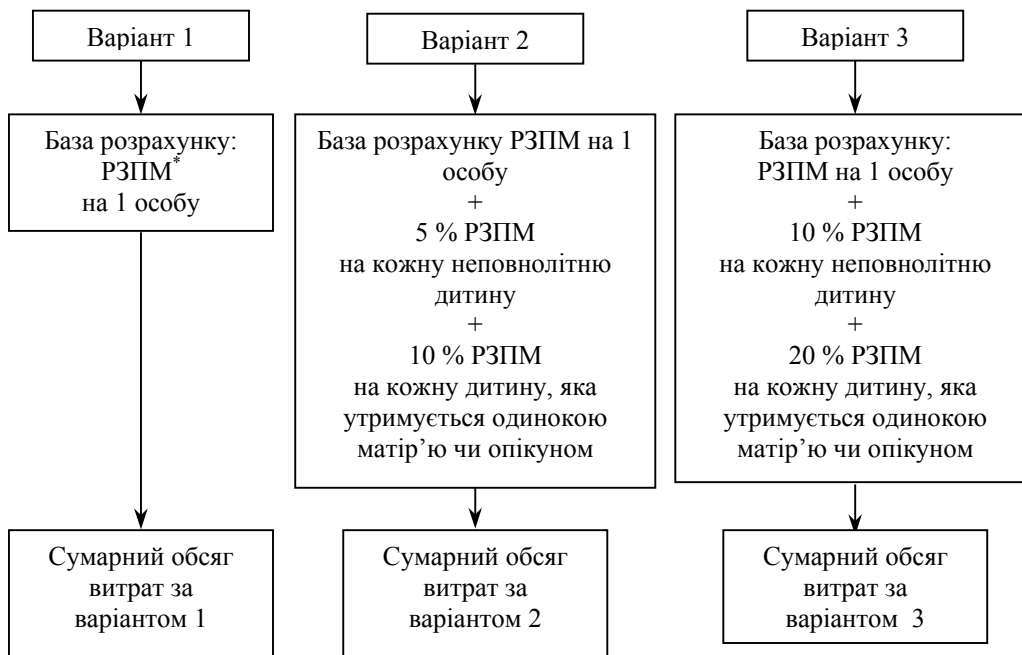 Варіант 1
База розрахунку:
РЗПМ*
на 1 особу
Сумарний обсяг
витрат за
варіантом 1
Варіант 2
База розрахунку РЗПМ на 1
особу
+
5 % РЗПМ
на кожну неповнолітню
дитину
+
10 % РЗПМ
на кожну дитину, яка
утримується одинокою
матір’ю чи опікуном
Сумарний обсяг
витрат за
варіантом 2
Варіант 3
База розрахунку:
РЗПМ на 1 особу
+
10 % РЗПМ
на кожну неповнолітню
дитину
+
20 % РЗПМ
на кожну дитину, яка
утримується одинокою
матір’ю чи опікуном
Сумарний обсяг
витрат за
варіантом 3